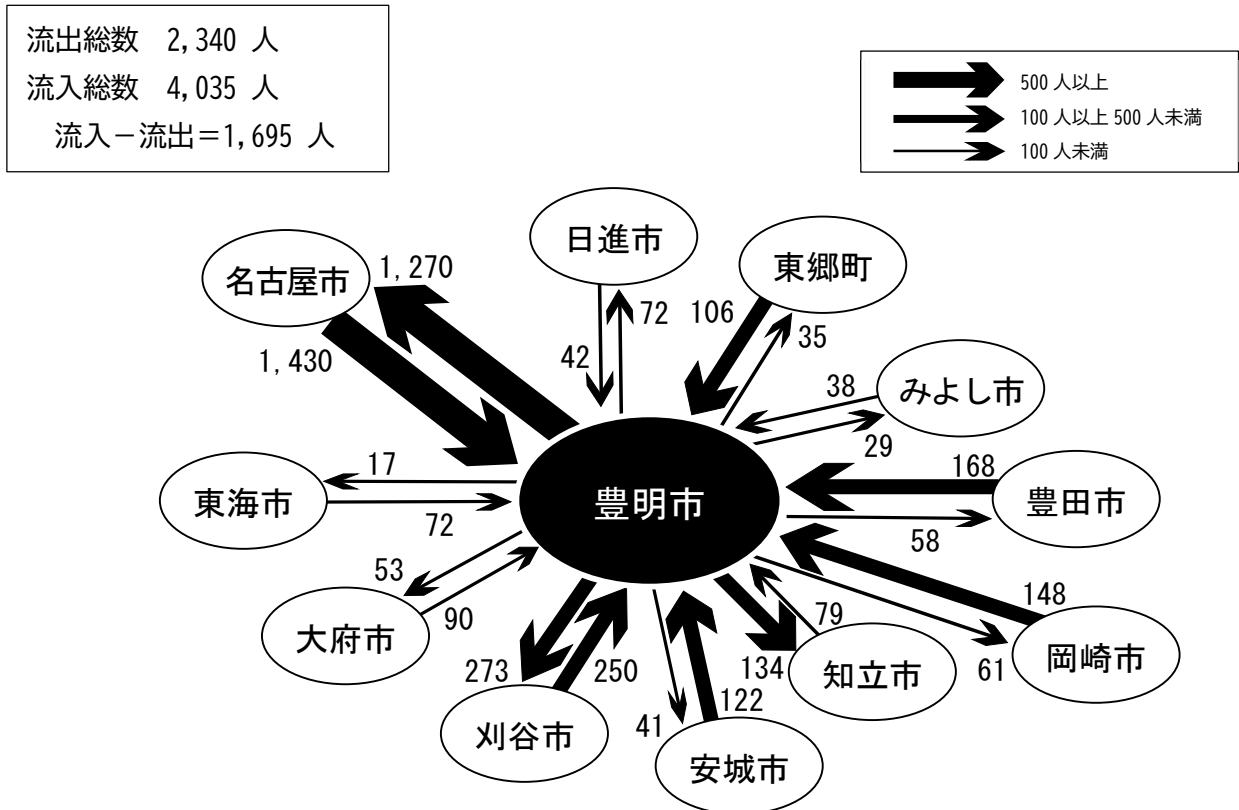 流出総数 2,340 人
流入総数 4,035 人
流入－流出＝1,695 人
500 人以上
100 人以上 500 人未満
100 人未満
日進市
東郷町
名古屋市
1,270
1,430
42
72
106
35
みよし市
38
29
東海市
17
72
豊明市
168
豊田市
58
大府市
53
90
273
250
刈谷市
41
122
安城市
134
79
知立市
148
61
岡崎市